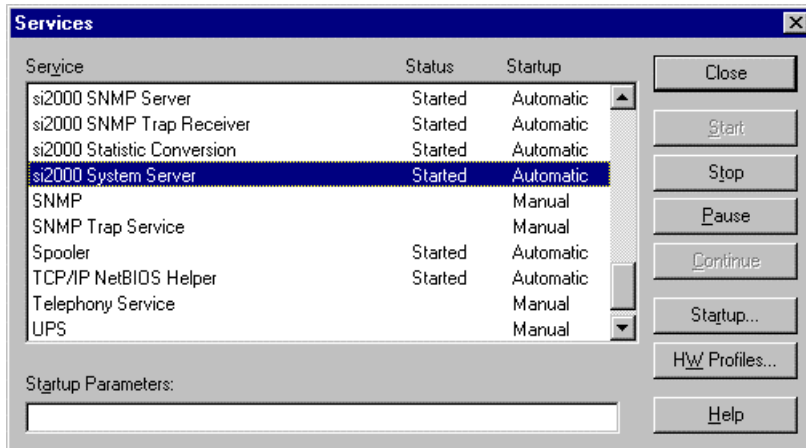 Services
Service Status Startup
si2000 SNMP Server Started Automatic
si2000 SNMP Trap Receiver Started Automatic
si2000 Statistic Conversion Started Automatic
si2000 System Server Started Automatic
SNMP Manual
SNMP Trap Service Manual
Spooler Started Automatic
TCP/IP NetBIOS Helper Started Automatic
Telephony Service Manual
UPS Manual
Startup Parameters:
Close
Start
Stop
Pause
Continue
Startup...
HW Profiles...
Help